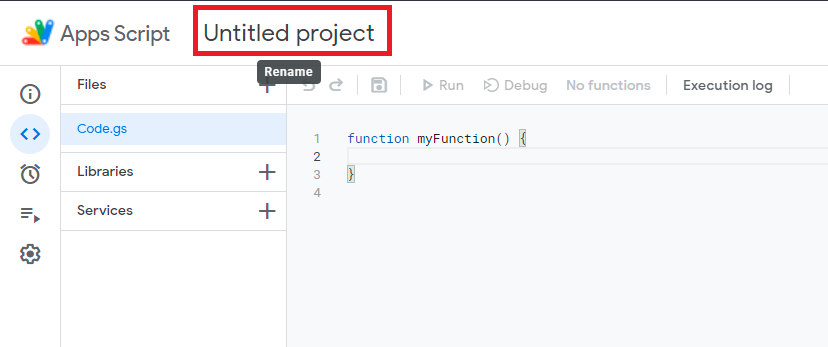 Apps Script Untitled project
Rename
Files
Run Debug No functions Execution log
Code.gs
Libraries
Services
1 function myFunction() {
2
3 }
4